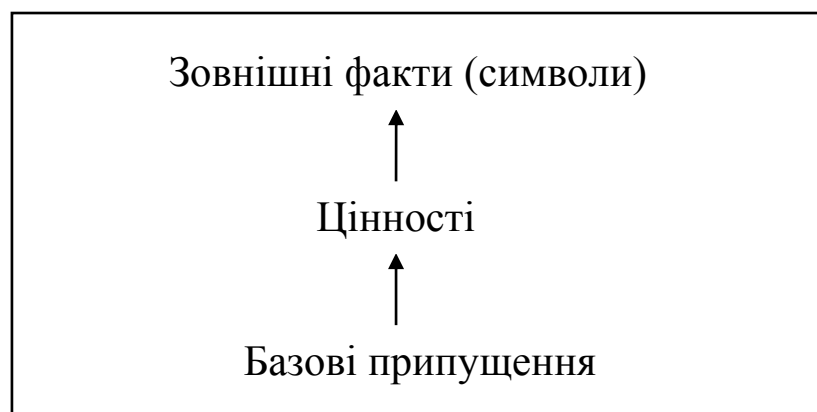 Зовнішні факти (символи)
Цінності
Базові припущення